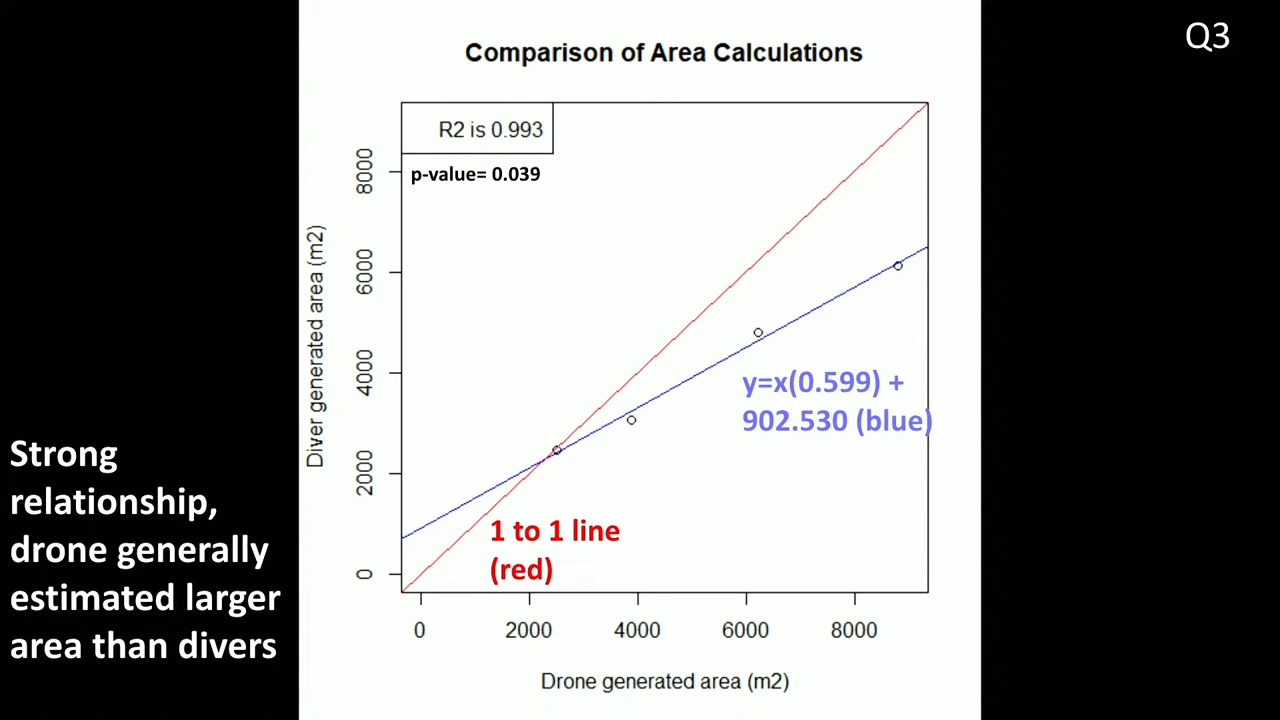 Q3
Comparison of Area Calculations
R2 is 0.993
p-value= 0.039
Diver generated area (m2)
8000
6000
4000
2000
0
y=x(0.599) +
902.530 (blue)
1 to 1 line
(red)
0 2000 4000 6000 8000
Drone generated area (m2)
Strong
relationship,
drone generally
estimated larger
area than divers